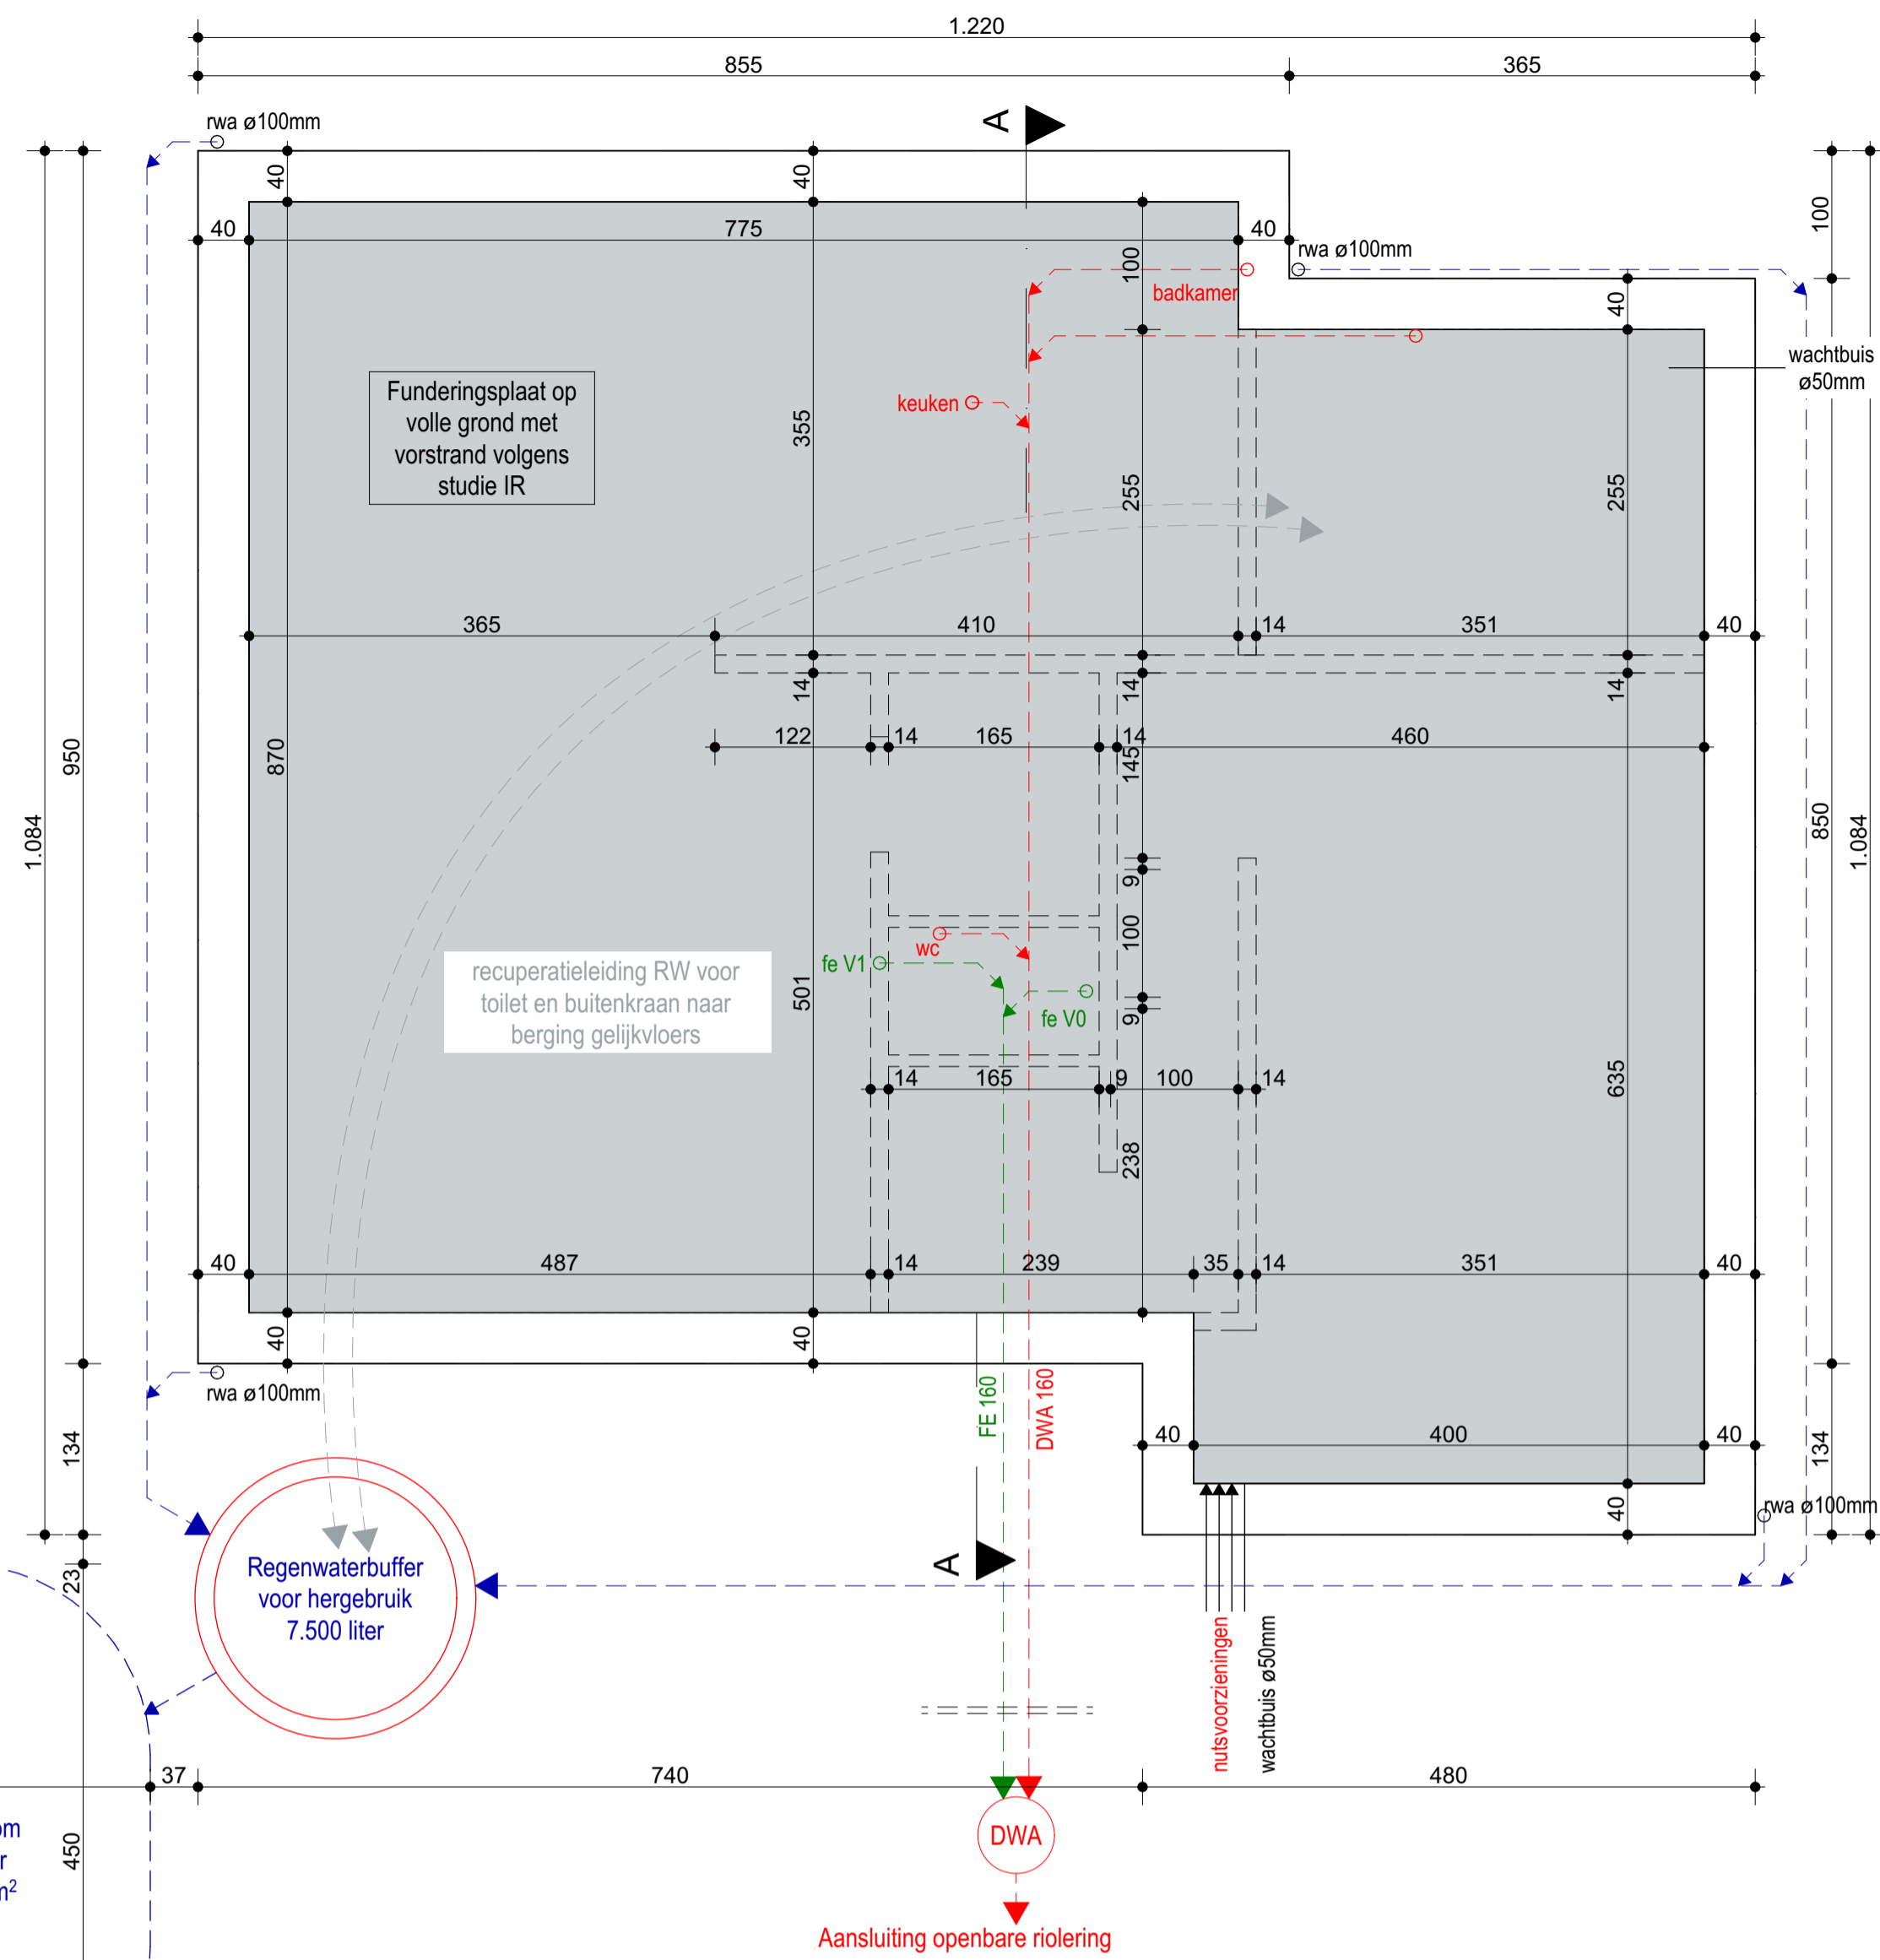 1.220
855
365
rwa ø100mm
A
40
40
100
40
775
40
rwa ø100mm
100
40
badkamer
wachtbuis
ø50mm
Funderingsplaat op
volle grond met
vorstrand volgens
studie IR
keuken
355
255
255
365
410
14
351
40
14
14
14
122
14
165
14
460
145
950
870
1.084
850
1.084
9
100
wc
fe V1
recuperatieleiding RW voor
toilet en buitenkraan naar
berging gelijkvloers
501
9
fe V0
14
165
9
100
14
635
238
40
487
14
239
35
14
351
40
40
40
rwa ø100mm
FE 160
DWA 160
134
40
400
40
134
40
rwa ø100mm
A
23
Regenwaterbuffer
voor hergebruik
7.500 liter
nutsvoorzieningen
wachtbuis ø50mm
37
740
480
450
DWA
m²
Aansluiting openbare riolering